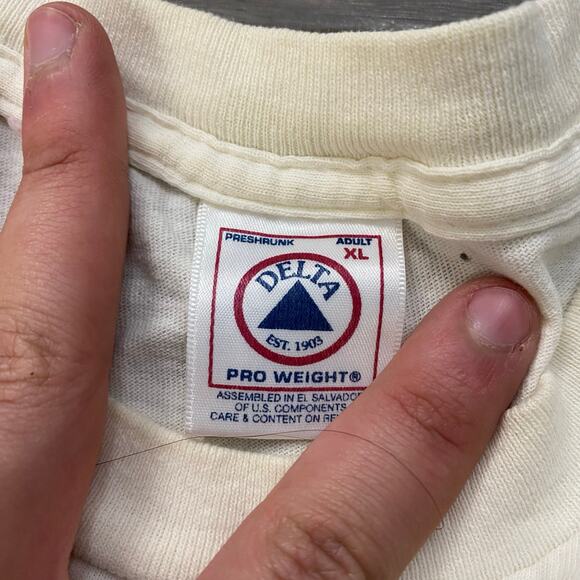 PRESHRUNK ADULT
XL
DELTA
EST. 1903
PRO WEIGHT®
ASSEMBLED IN EL SALVADOR
OF U.S. COMPONENTS
CARE & CONTENT ON